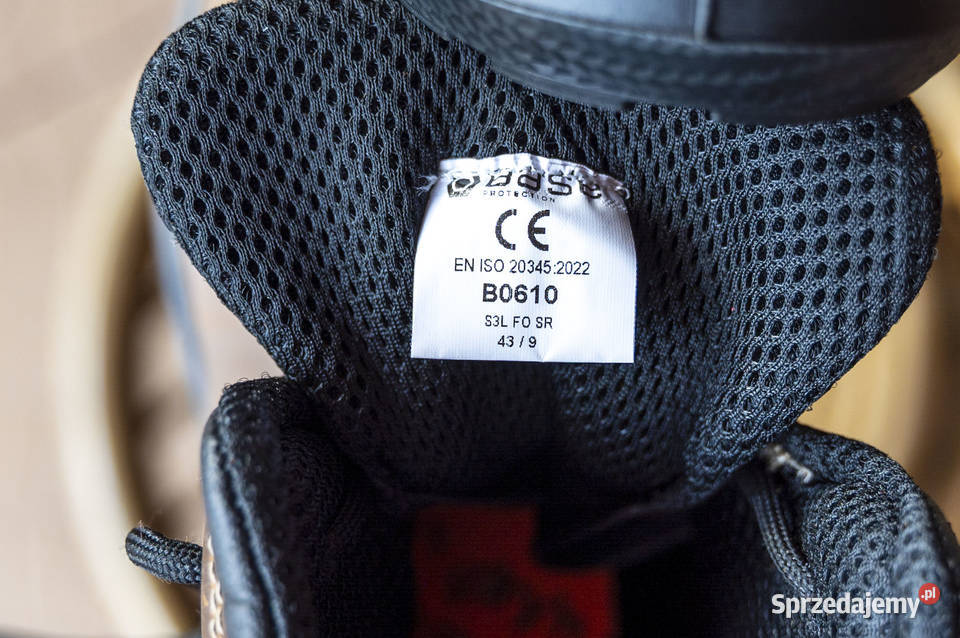 Base
PROTECTION
CE
EN ISO 20345:2022
B0610
S3L FO SR
43 / 9
Sprzedajemy.pl